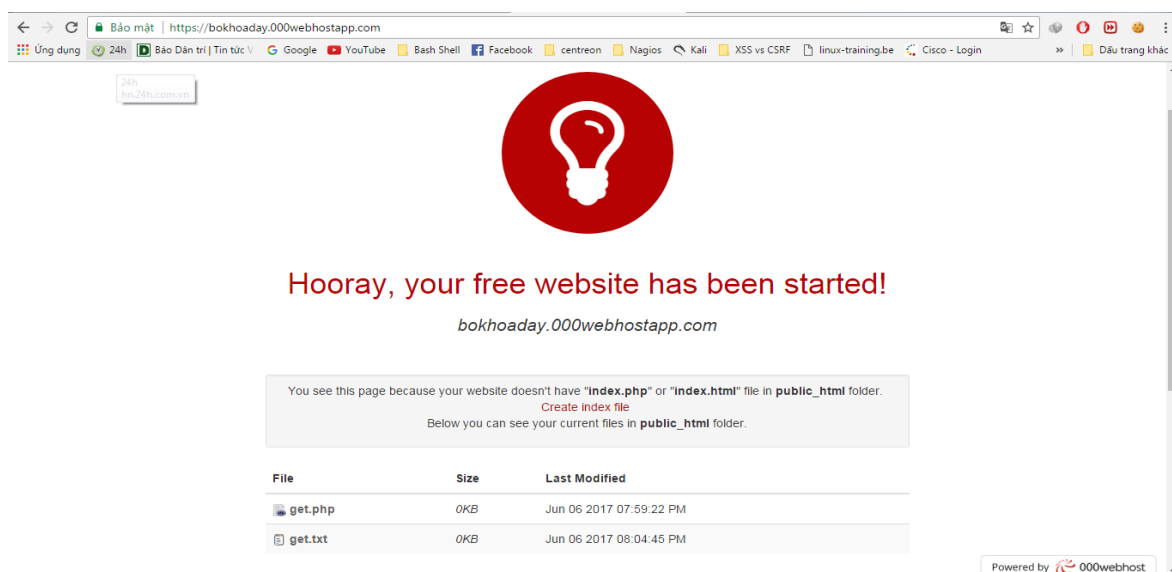 Bảo mật | https://bokhoaday.000webhostapp.com
Ứng dụng 24h Báo Dân trí | Tin tức V Google YouTube Bash Shell Facebook centreon Nagios Kali XSS vs CSRF linux-training.be Cisco - Login » Dấu trang khác
24h
hn.24h.com.vn
Hooray, your free website has been started!
bokhoaday.000webhostapp.com
You see this page because your website doesn't have "index.php" or "index.html" file in public_html folder.
Create index file
Below you can see your current files in public_html folder.
File Size Last Modified
get.php 0KB Jun 06 2017 07:59:22 PM
get.txt 0KB Jun 06 2017 08:04:45 PM
Powered by 000webhost